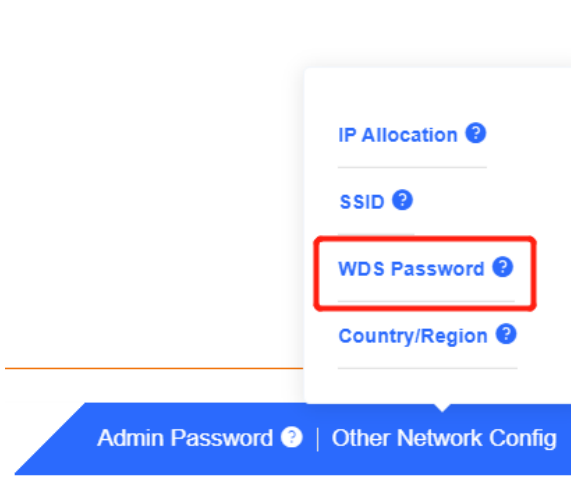 IP Allocation ?
SSID ?
WDS Password ?
Country/Region ?
Admin Password ? | Other Network Config